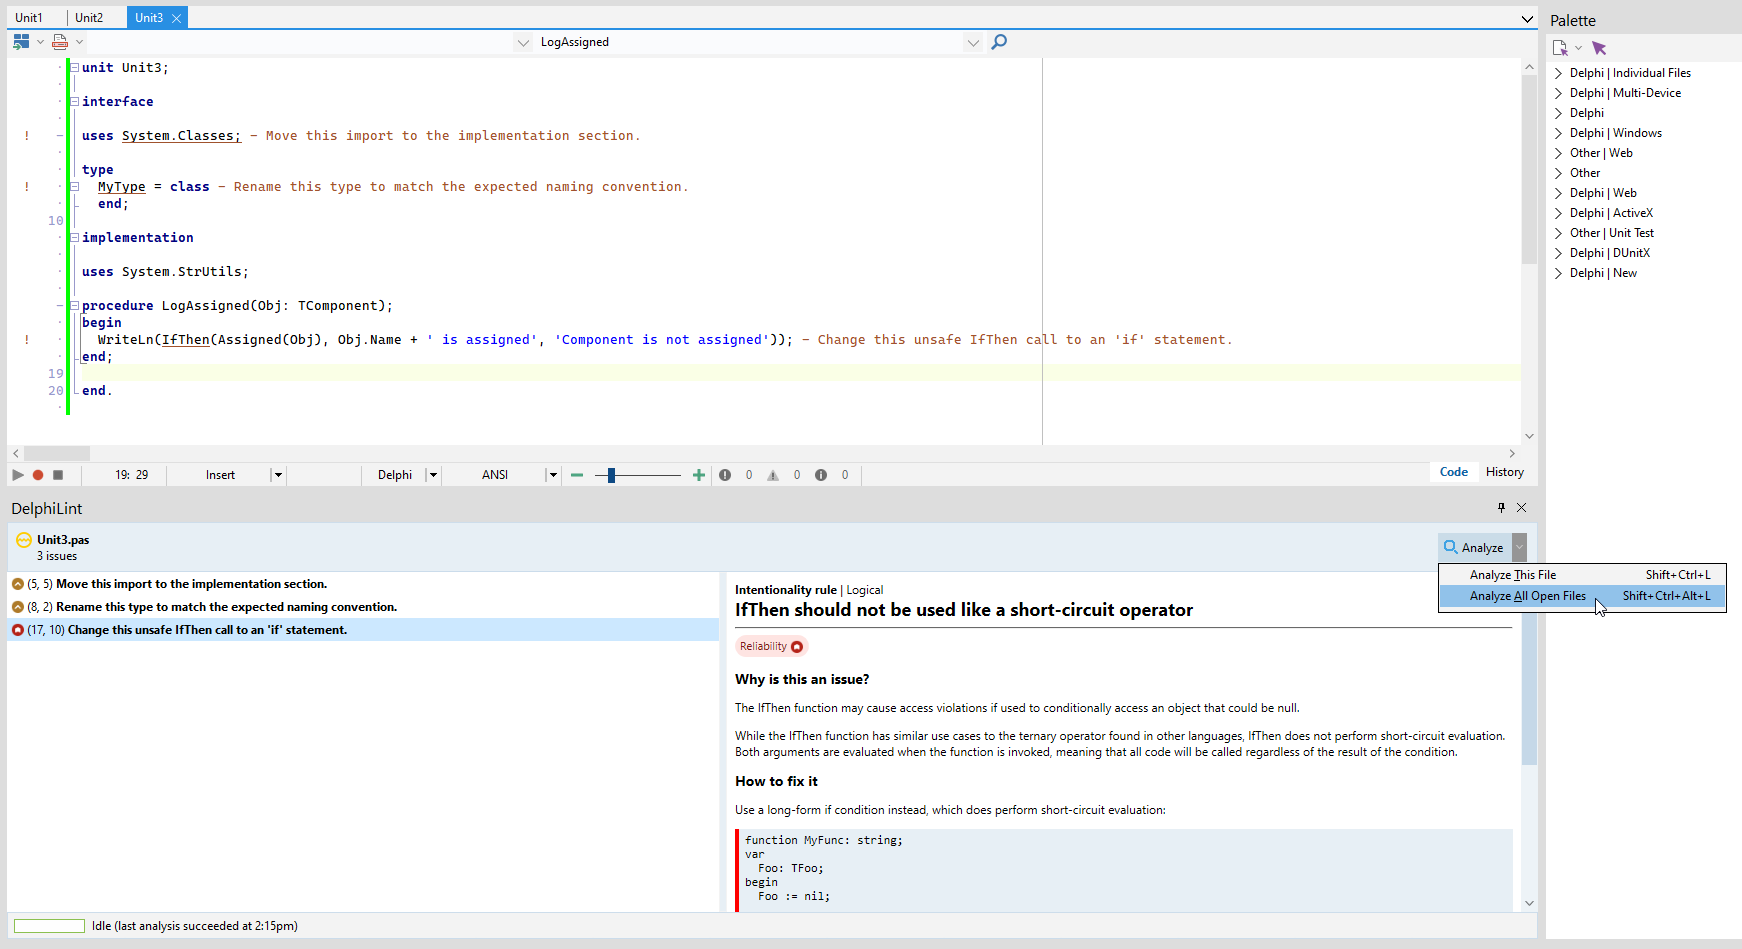 Unit1 Unit2 Unit3
Palette
LogAssigned
unit Unit3;
interface
! uses System.Classes; – Move this import to the implementation section.
type
! MyType = class – Rename this type to match the expected naming convention.
end;
10
implementation
uses System.StrUtils;
procedure LogAssigned(Obj: TComponent);
begin
! WriteLn(IfThen(Assigned(Obj), Obj.Name + ' is assigned', 'Component is not assigned')); – Change this unsafe IfThen call to an 'if' statement.
end;
19
20 end.
Delphi | Individual Files
Delphi | Multi-Device
Delphi
Delphi | Windows
Other | Web
Other
Delphi | Web
Delphi | ActiveX
Other | Unit Test
Delphi | DUnitX
Delphi | New
19: 29 Insert Delphi ANSI 0 0 0 Code History
DelphiLint
Unit3.pas
3 issues
Analyze
Analyze This File Shift+Ctrl+L
Analyze All Open Files Shift+Ctrl+Alt+L
(5, 5) Move this import to the implementation section.
(8, 2) Rename this type to match the expected naming convention.
(17, 10) Change this unsafe IfThen call to an 'if' statement.
Intentionality rule | Logical
IfThen should not be used like a short-circuit operator
Reliability
Why is this an issue?
The IfThen function may cause access violations if used to conditionally access an object that could be null.
While the IfThen function has similar use cases to the ternary operator found in other languages, IfThen does not perform short-circuit evaluation.
Both arguments are evaluated when the function is invoked, meaning that all code will be called regardless of the result of the condition.
How to fix it
Use a long-form if condition instead, which does perform short-circuit evaluation:
function MyFunc: string;
var
Foo: TFoo;
begin
Foo := nil;
Idle (last analysis succeeded at 2:15pm)